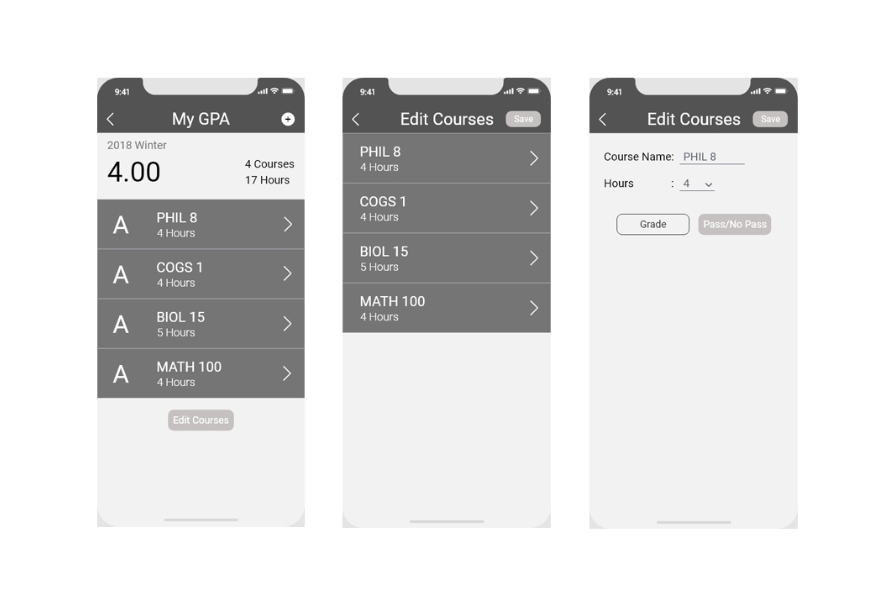 9:41
My GPA
2018 Winter
4.00
4 Courses
17 Hours
A
PHIL 8
4 Hours
A
COGS 1
4 Hours
A
BIOL 15
5 Hours
A
MATH 100
4 Hours
Edit Courses
9:41
Edit Courses
Save
PHIL 8
4 Hours
COGS 1
4 Hours
BIOL 15
5 Hours
MATH 100
4 Hours
9:41
Edit Courses
Save
Course Name: PHIL 8
Hours : 4
Grade
Pass/No Pass